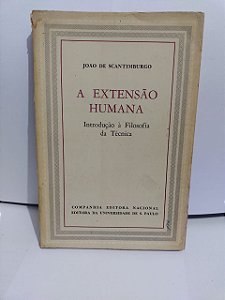 JOÃO DE SCANTIMBURGO
A EXTENSÃO
HUMANA
Introdução à Filosofia
da Técnica
COMPANHIA EDITORA NACIONAL
EDITORA DA UNIVERSIDADE DE S. PAULO